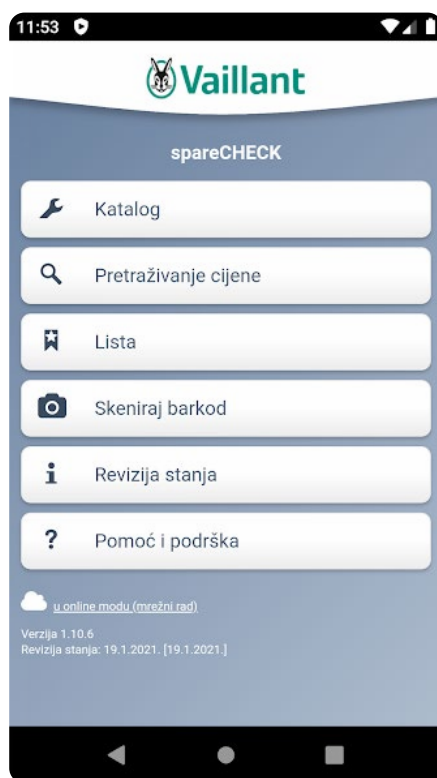 11:53
Vaillant
spareCHECK
Katalog
Pretraživanje cijene
Lista
Skeniraj barkod
Revizija stanja
Pomoć i podrška
u online modu (mrežni rad)
Verzija 1.10.6
Revizija stanja: 19.1.2021. [19.1.2021.]